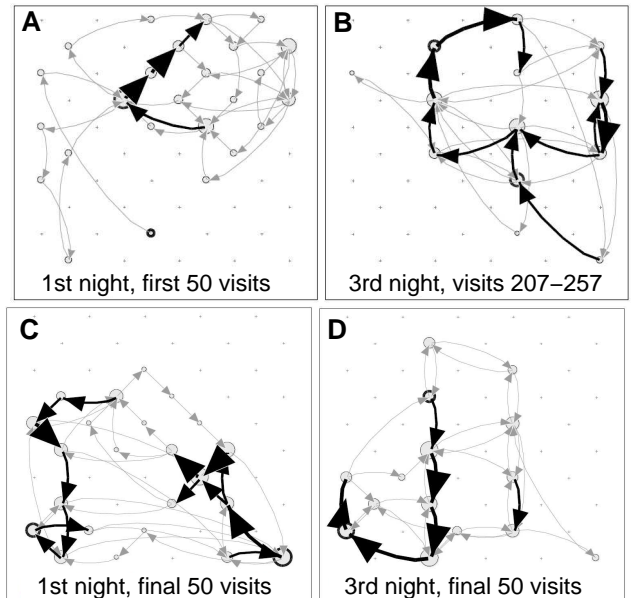 A
1st night, first 50 visits
B
3rd night, visits 207–257
C
1st night, final 50 visits
D
3rd night, final 50 visits